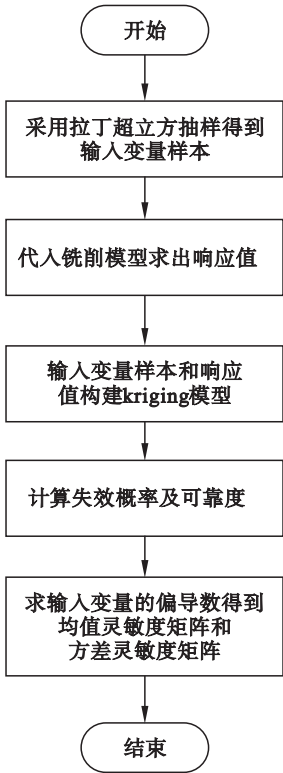 开始
采用拉丁超立方抽样得到
输入变量样本
代入铣削模型求出响应值
输入变量样本和响应
值构建kriging模型
计算失效概率及可靠度
求输入变量的偏导数得到
均值灵敏度矩阵和
方差灵敏度矩阵
结束